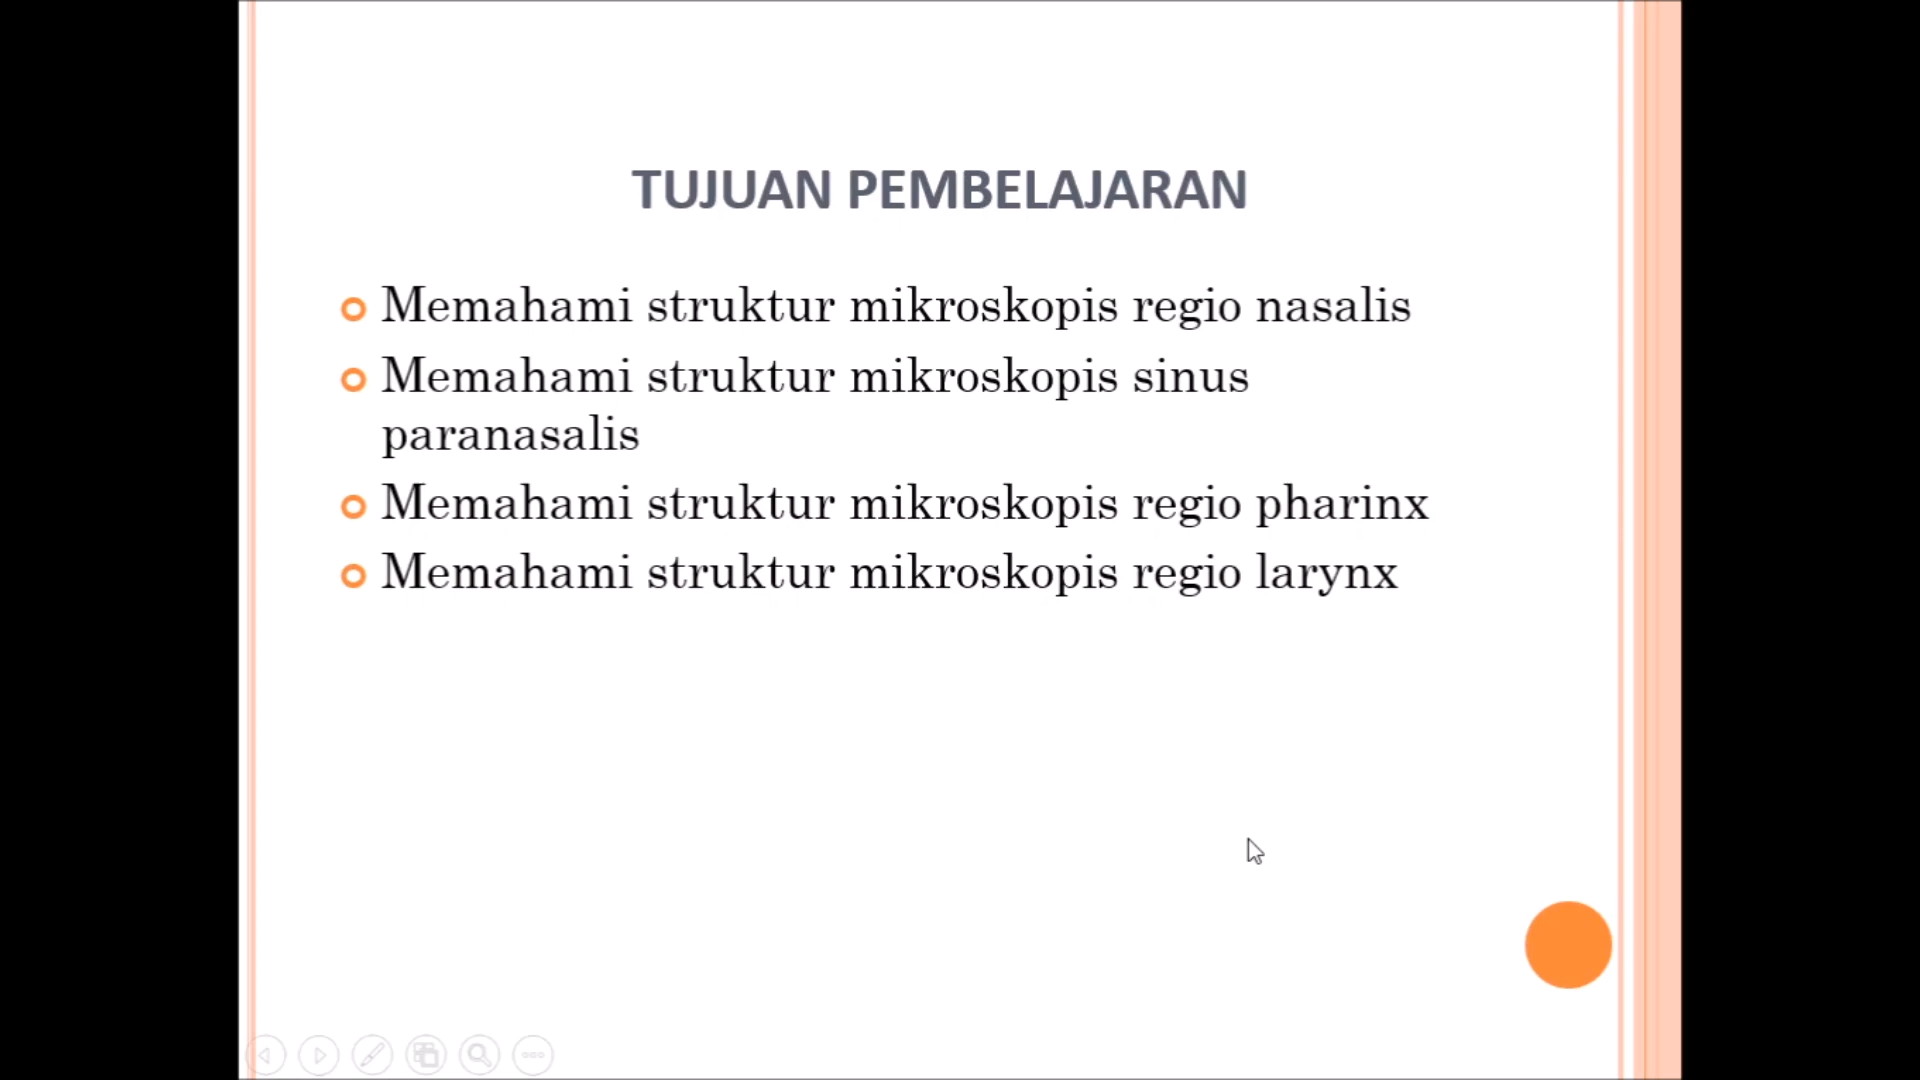 TUJUAN PEMBELAJARAN
Memahami struktur mikroskopis regio nasalis
Memahami struktur mikroskopis sinus
paranasalis
Memahami struktur mikroskopis regio pharinx
Memahami struktur mikroskopis regio larynx